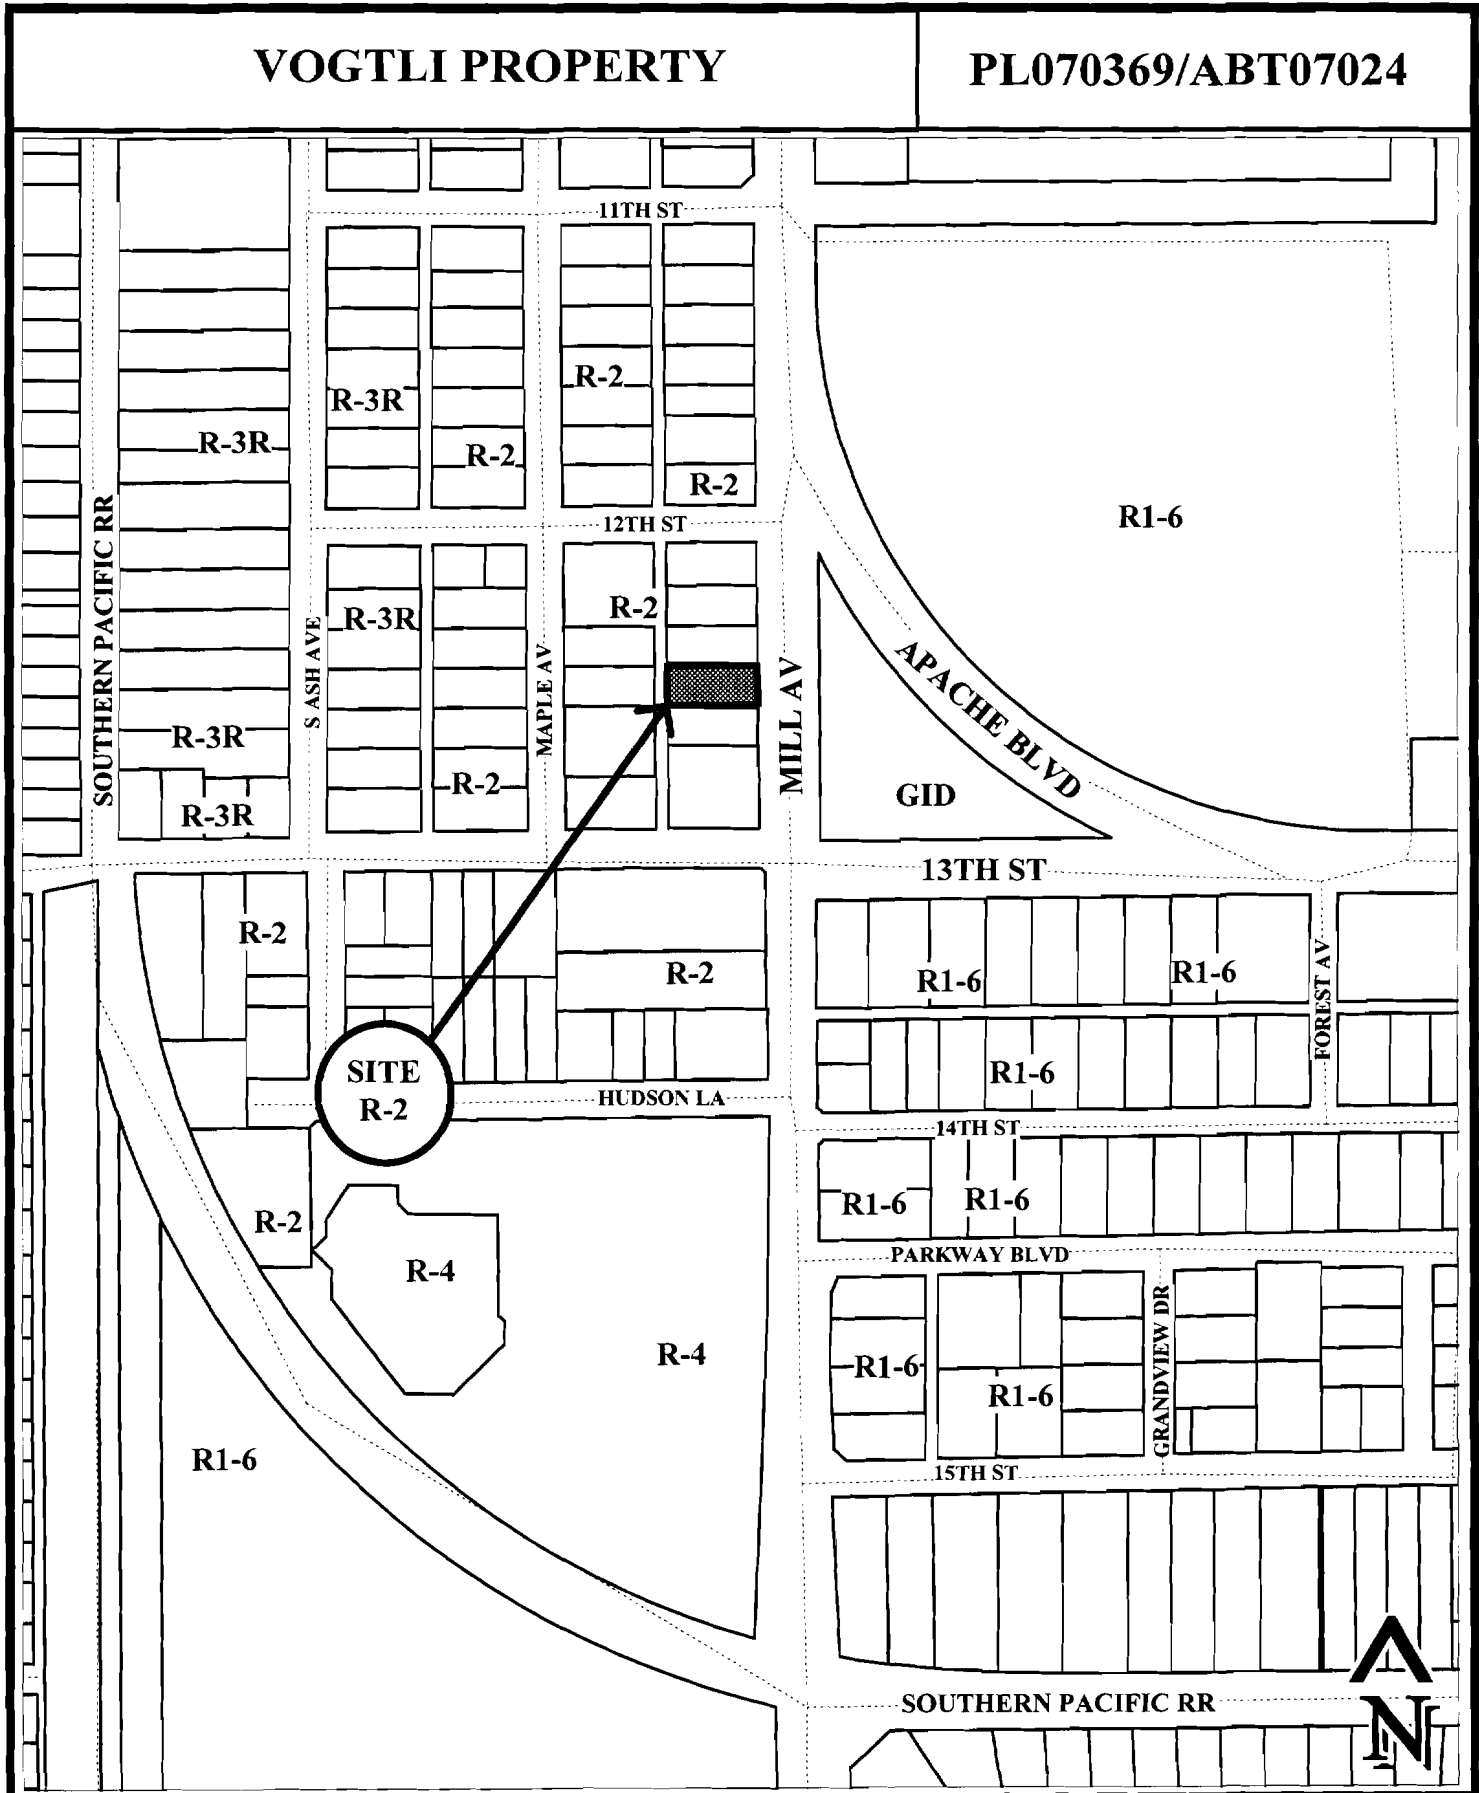 VOGTLI PROPERTY
PL070369/ABT07024
11TH ST
R-2
R-3R
R-3R
R-2
R-2
R1-6
12TH ST
SOUTHERN PACIFIC RR
R-2
R-3R
S ASH AVE
MAPLE AV
MILL AV
APACHE BLVD
R-3R
R-2
GID
R-3R
13TH ST
R-2
R-2
R1-6
R1-6
FOREST AV
SITE
R-2
R1-6
HUDSON LA
14TH ST
R1-6
R1-6
R-2
PARKWAY BLVD
R-4
R-4
R1-6
R1-6
GRANDVIEW DR
R1-6
15TH ST
SOUTHERN PACIFIC RR
N